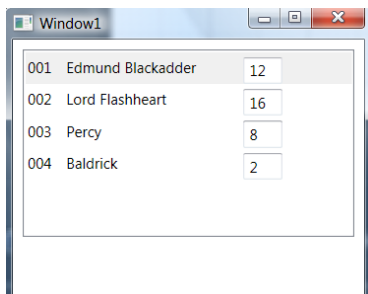 Window1
001 Edmund Blackadder 12
002 Lord Flashheart 16
003 Percy 8
004 Baldrick 2